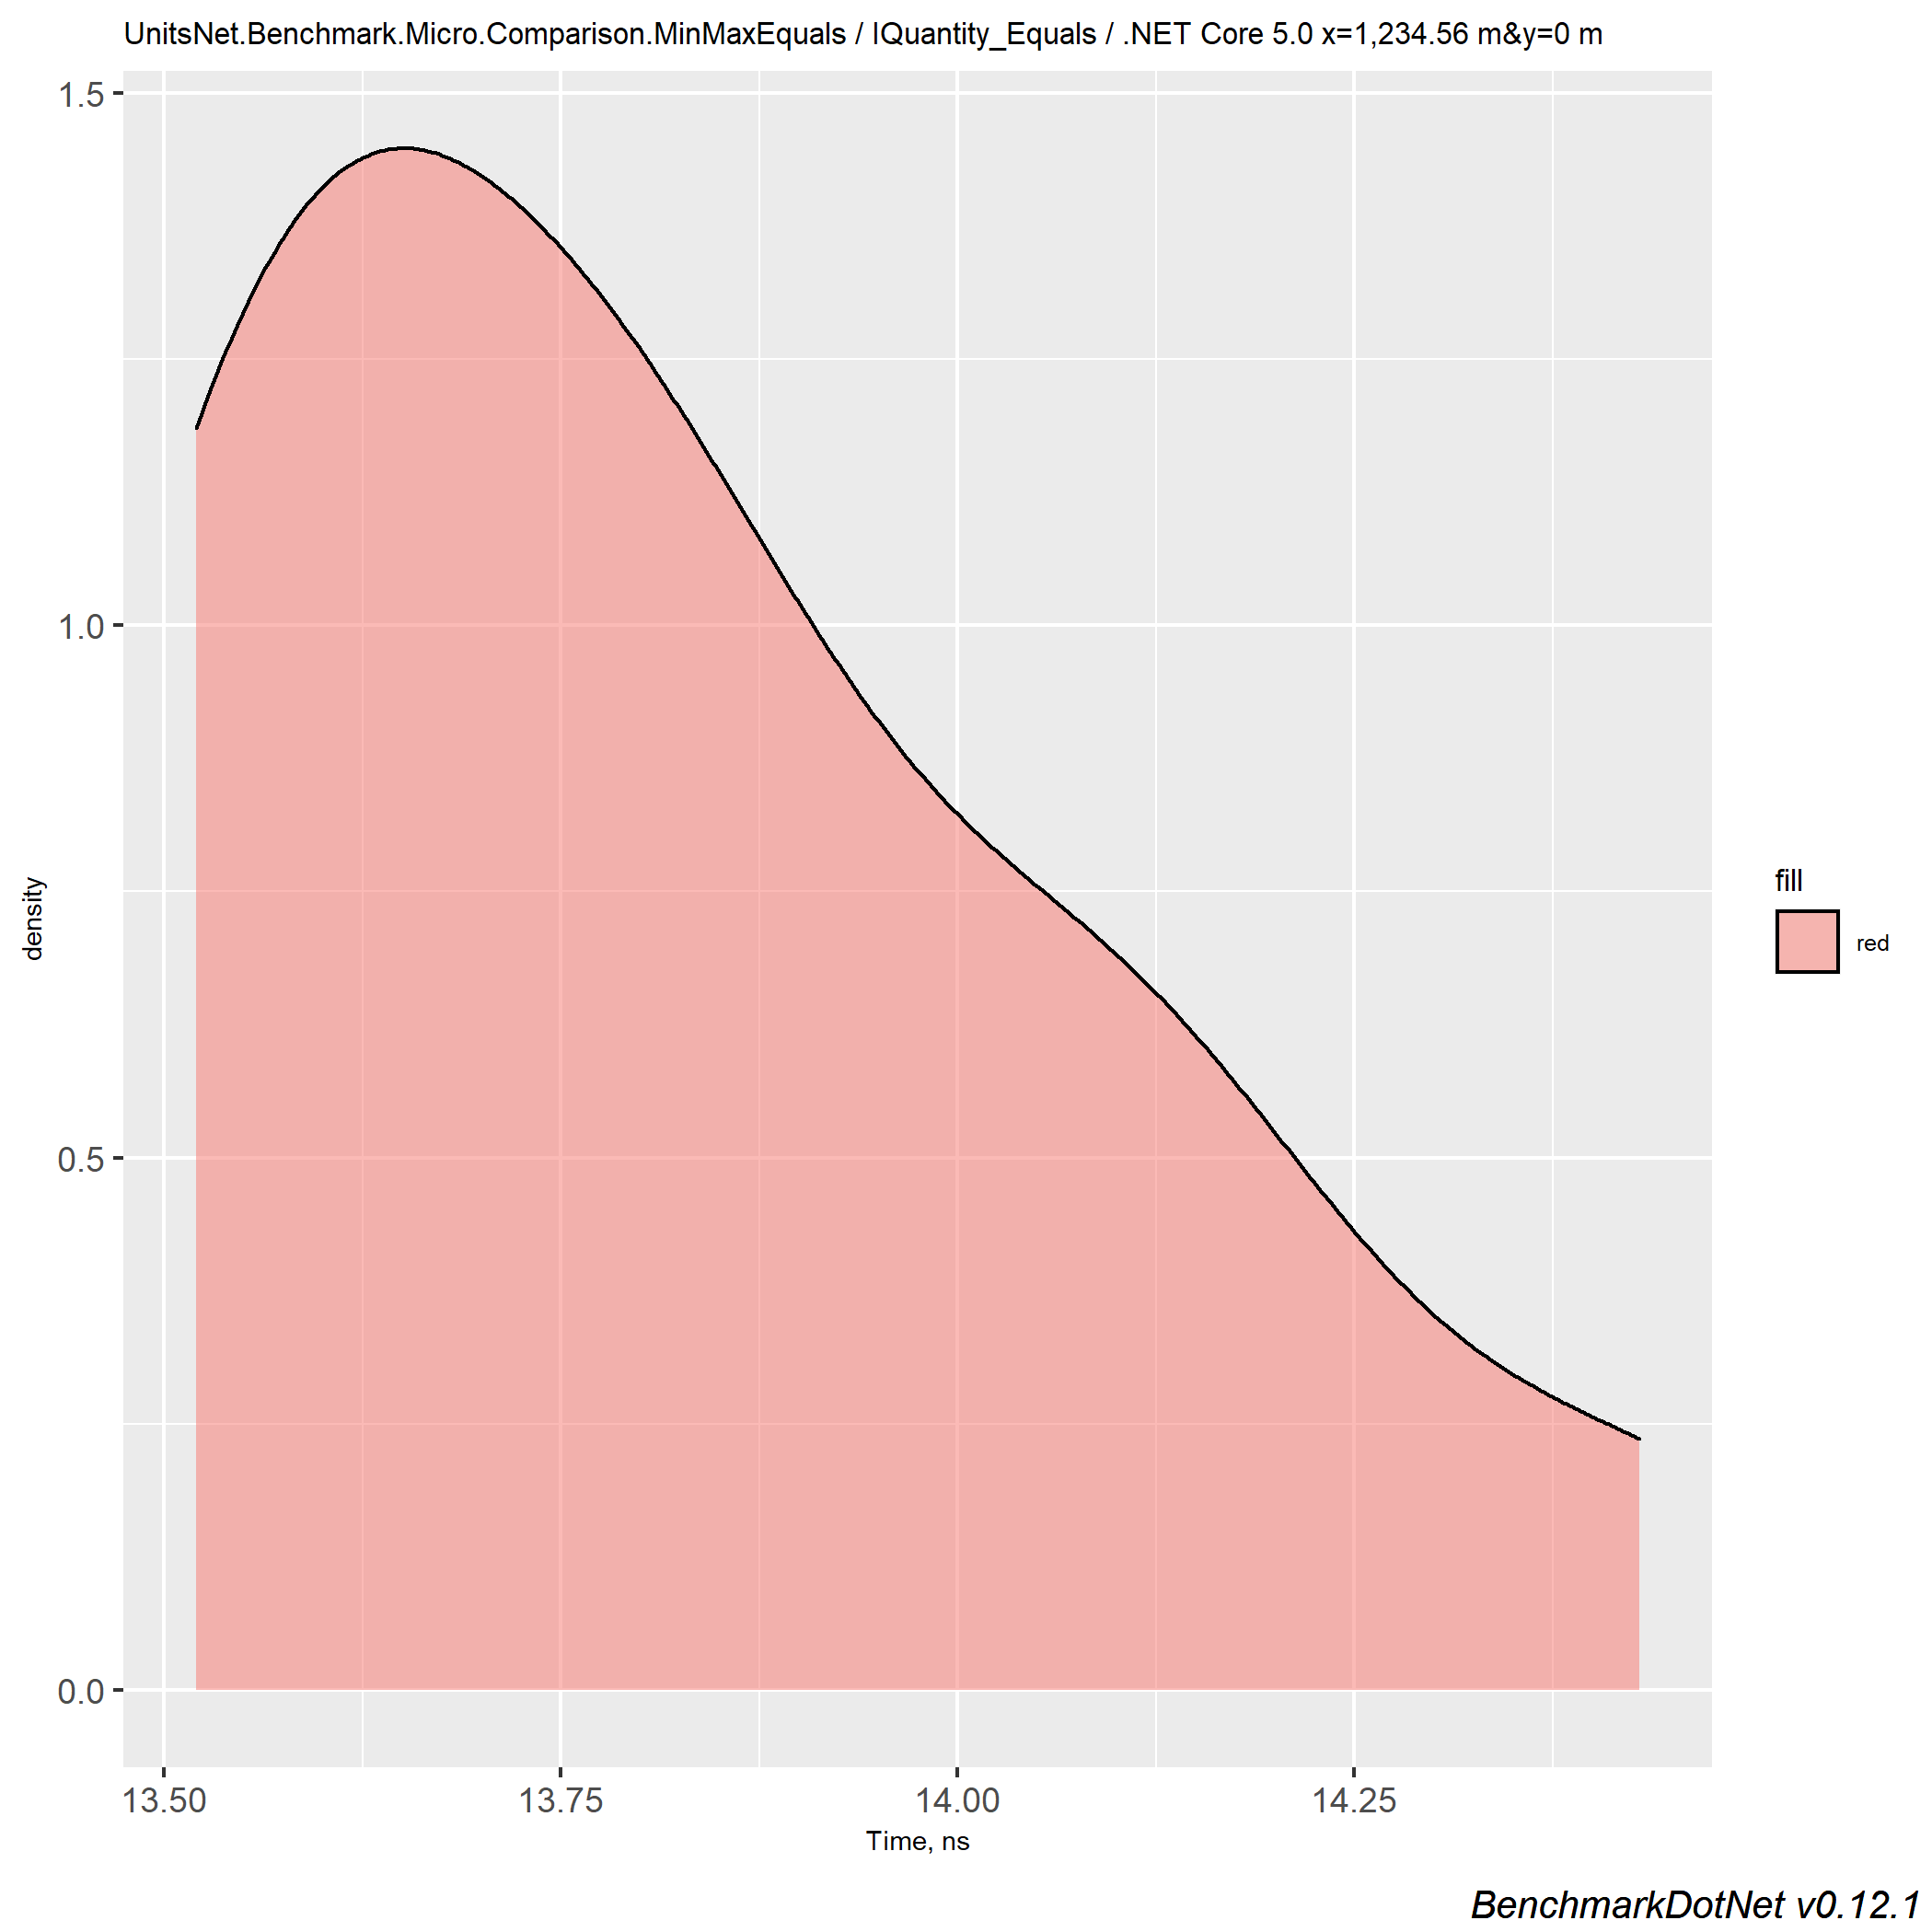 UnitsNet.Benchmark.Micro.Comparison.MinMaxEquals / IQuantity_Equals / .NET Core 5.0 x=1,234.56 m&y=0 m
1.5
1.0
0.5
0.0
density
13.50 13.75 14.00 14.25
Time, ns
fill
red
BenchmarkDotNet v0.12.1